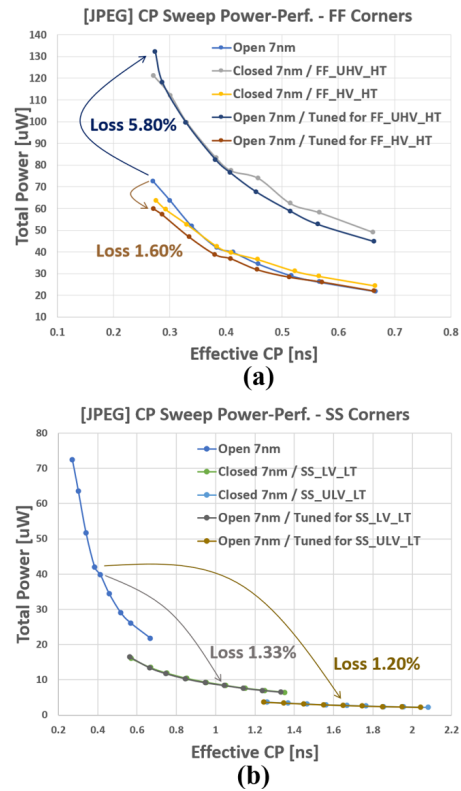 [JPEG] CP Sweep Power-Perf. - FF Corners
Total Power [uW]
140
130
120
110
100
90
80
70
60
50
40
30
20
10
Open 7nm
Closed 7nm / FF_UHV_HT
Closed 7nm / FF_HV_HT
Open 7nm / Tuned for FF_UHV_HT
Open 7nm / Tuned for FF_HV_HT
Loss 5.80%
Loss 1.60%
0.1 0.2 0.3 0.4 0.5 0.6 0.7 0.8
Effective CP [ns]
(a)
[JPEG] CP Sweep Power-Perf. - SS Corners
Total Power [uW]
80
70
60
50
40
30
20
10
0
Open 7nm
Closed 7nm / SS_LV_LT
Closed 7nm / SS_ULV_LT
Open 7nm / Tuned for SS_LV_LT
Open 7nm / Tuned for SS_ULV_LT
Loss 1.33%
Loss 1.20%
0.2 0.4 0.6 0.8 1 1.2 1.4 1.6 1.8 2 2.2
Effective CP [ns]
(b)